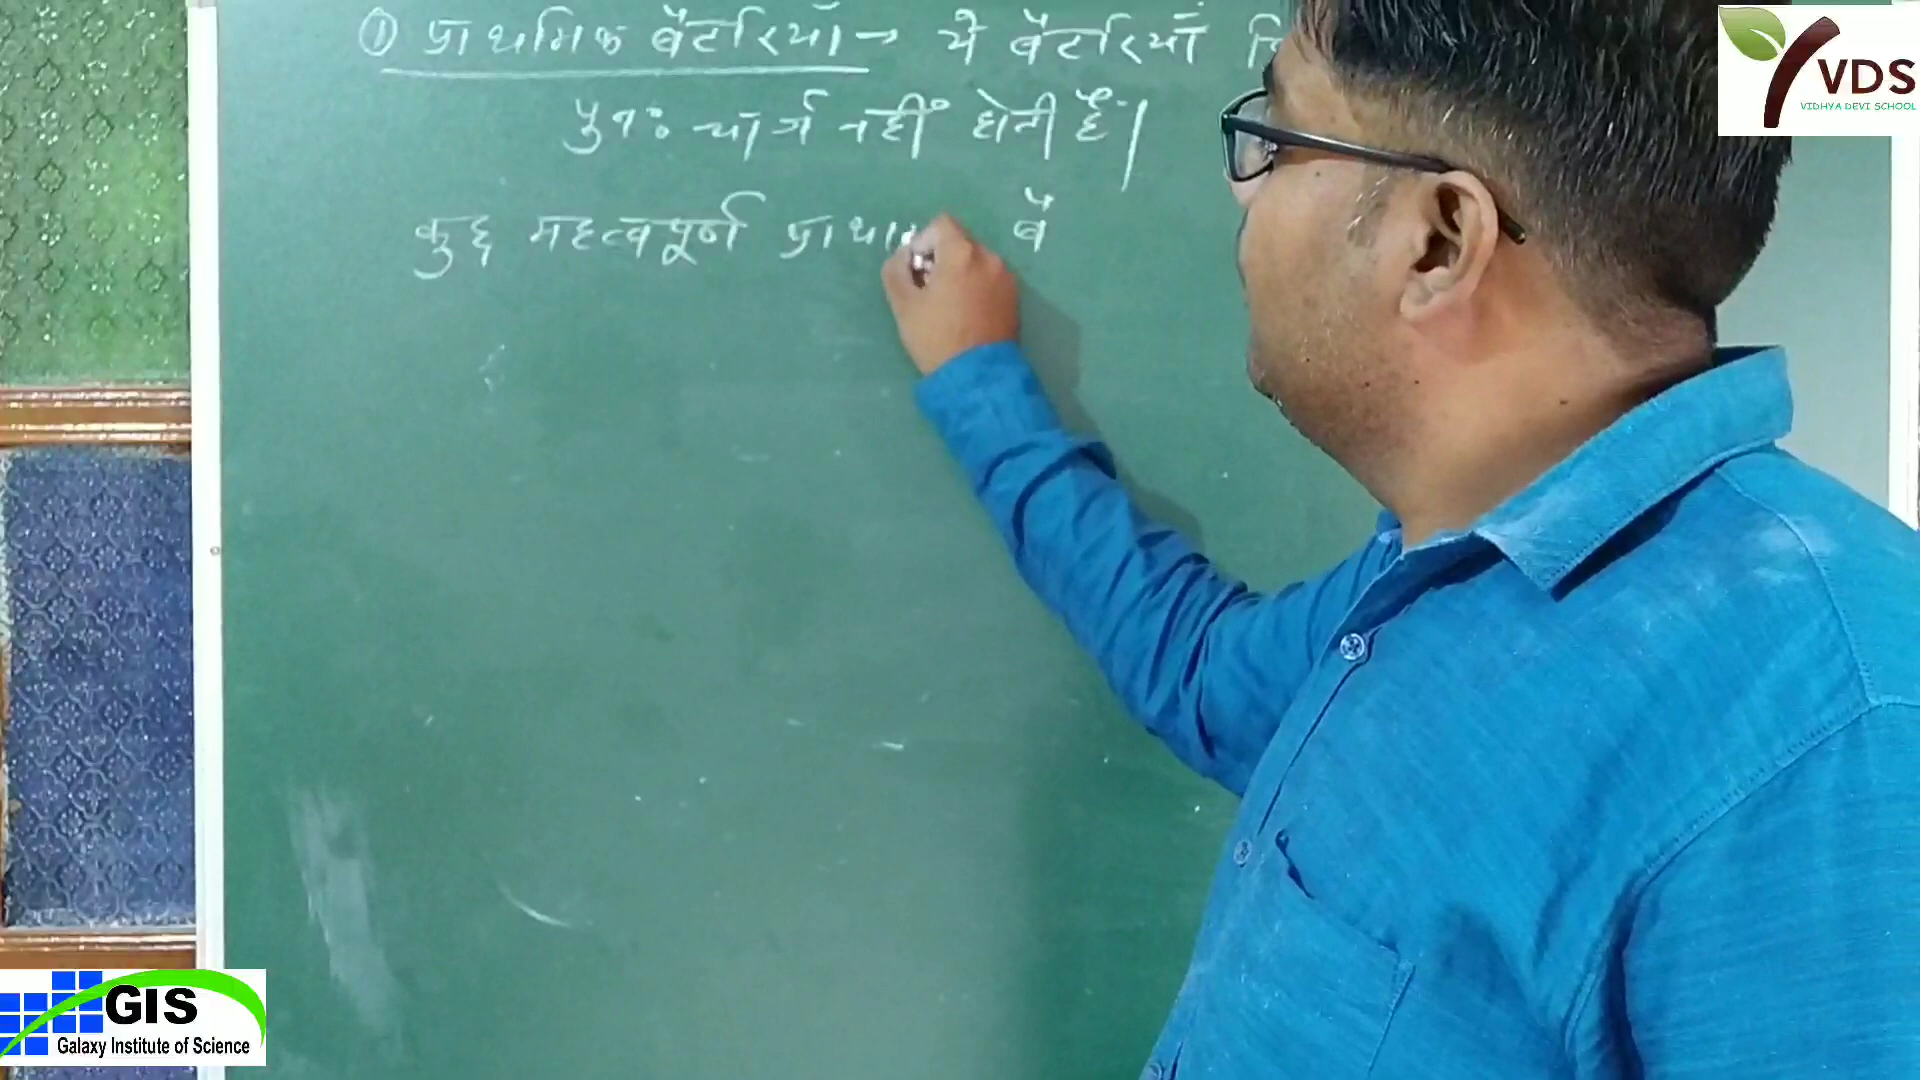 ① प्राथमिक बैटरियाँ → ये बैटरियाँ
पुनः चार्ज नहीं होती हैं।
कुछ महत्वपूर्ण बै
VDS
VIDHYA DEVI SCHOOL
GIS
Galaxy Institute of Science